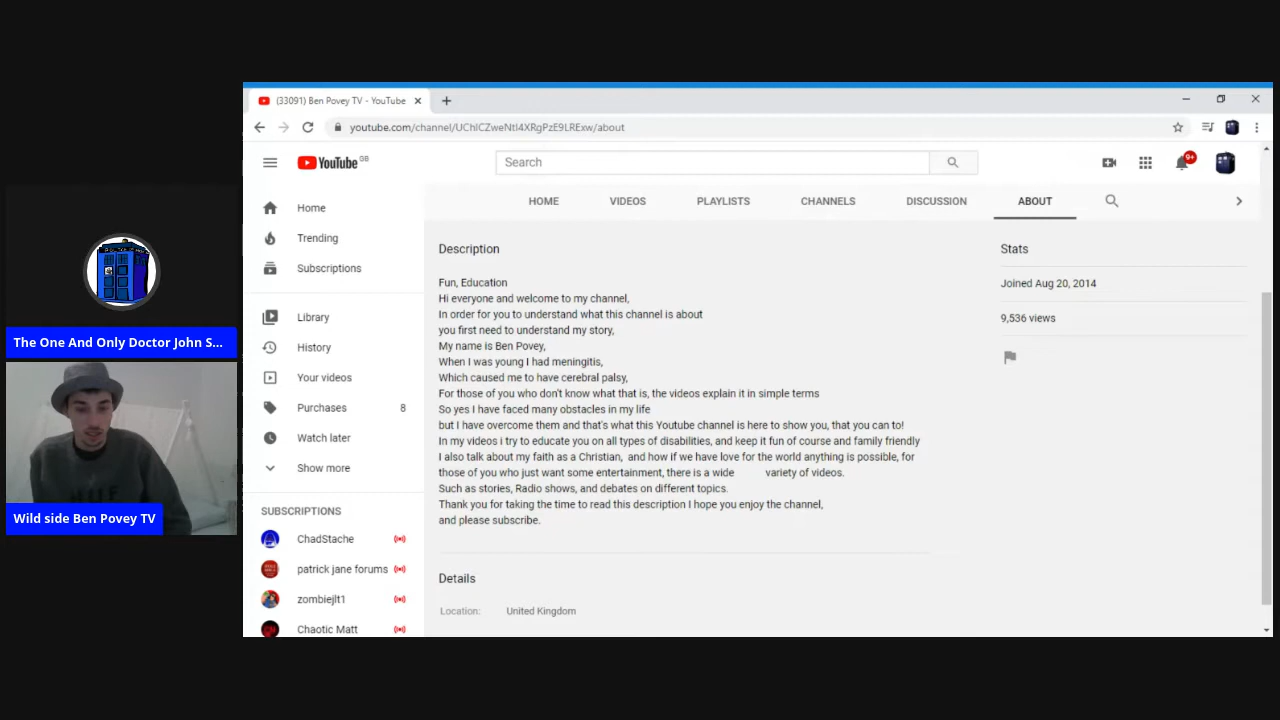 (33091) Ben Povey TV - YouTube
youtube.com/channel/UChICZweNtI4XRgPzE9LRExw/about
YouTube GB
Search
9+
HOME
VIDEOS
PLAYLISTS
CHANNELS
DISCUSSION
ABOUT
Home
Trending
Subscriptions
Library
History
Your videos
Purchases 8
Watch later
Show more
SUBSCRIPTIONS
ChadStache
patrick jane forums
zombiejlt1
Chaotic Matt
Description
Fun, Education
Hi everyone and welcome to my channel,
In order for you to understand what this channel is about
you first need to understand my story,
My name is Ben Povey,
When I was young I had meningitis,
Which caused me to have cerebral palsy,
For those of you who don't know what that is, the videos explain it in simple terms
So yes I have faced many obstacles in my life
but I have overcome them and that's what this Youtube channel is here to show you, that you can to!
In my videos i try to educate you on all types of disabilities, and keep it fun of course and family friendly
I also talk about my faith as a Christian, and how if we have love for the world anything is possible, for
those of you who just want some entertainment, there is a wide variety of videos.
Such as stories, Radio shows, and debates on different topics.
Thank you for taking the time to read this description I hope you enjoy the channel,
and please subscribe.
Details
Location: United Kingdom
Stats
Joined Aug 20, 2014
9,536 views
The One And Only Doctor John S...
Wild side Ben Povey TV